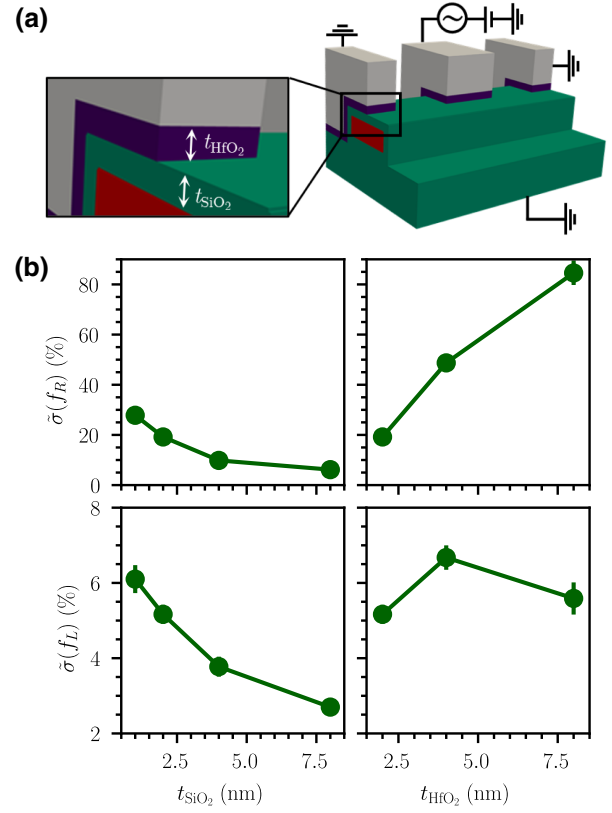 (a)
t_HfO2
t_SiO2
(b)
σ̃(f_R) (%)
80
60
40
20
0
σ̃(f_L) (%)
8
6
4
2
2.5 5.0 7.5
2.5 5.0 7.5
t_SiO2 (nm)
t_HfO2 (nm)